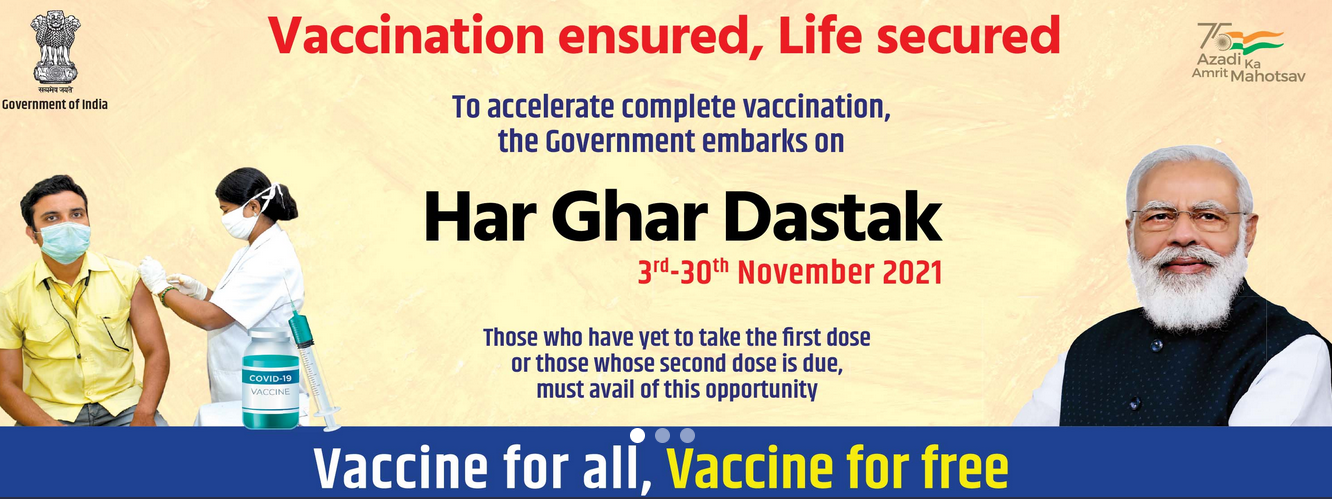 Vaccination ensured, Life secured
सत्यमेव जयते
Government of India
75
Azadi Ka
Amrit Mahotsav
To accelerate complete vaccination,
the Government embarks on
Har Ghar Dastak
3rd-30th November 2021
Those who have yet to take the first dose
or those whose second dose is due,
must avail of this opportunity
COVID-19
VACCINE
Vaccine for all, Vaccine for free